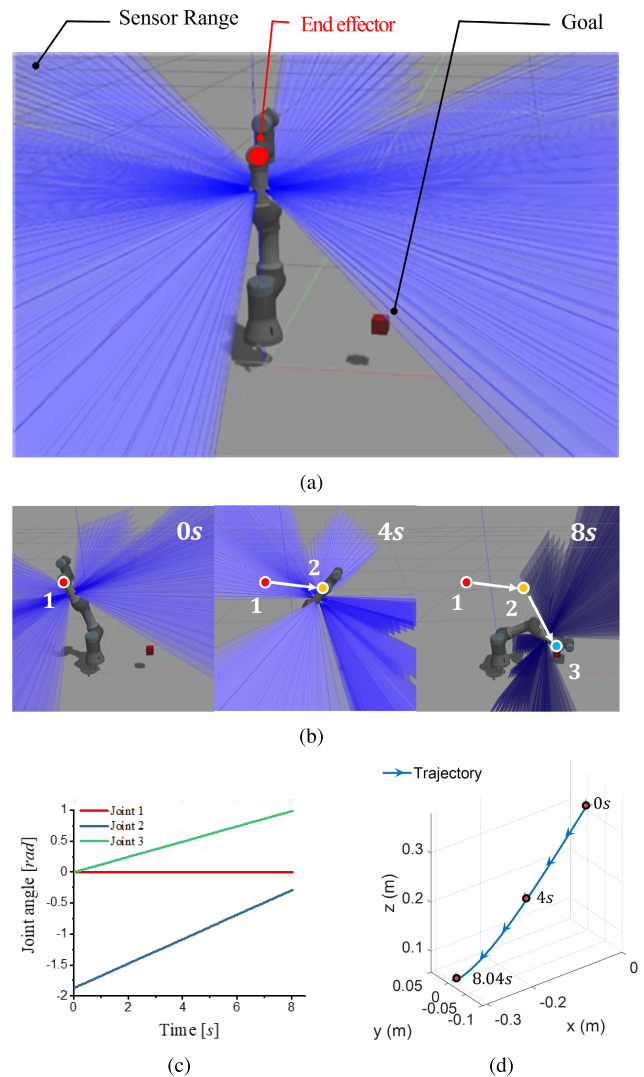 Sensor Range
End effector
Goal
(a)
0s
4s
8s
1
1
2
1
2
3
(b)
Joint angle [rad]
1
0.5
0
-0.5
-1
-1.5
-2
Joint 1
Joint 2
Joint 3
0
2
4
6
8
Time [s]
(c)
Trajectory
0s
4s
8.04s
z (m)
0.3
0.2
0.1
0.05
0
-0.05
-0.1
y (m)
-0.3
-0.2
0
x (m)
(d)